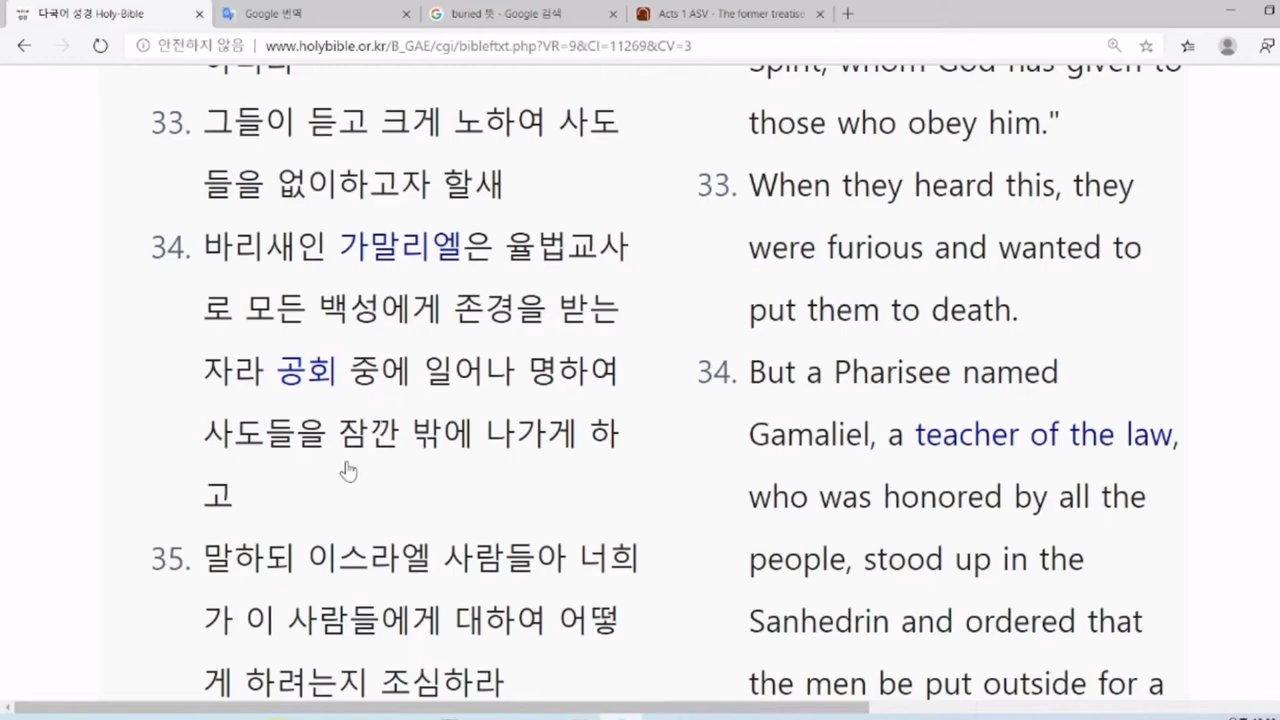 다국어 성경 Holy-Bible
Google 번역
buried 뜻 - Google 검색
Acts 1 ASV - The former treatise
안전하지 않음
www.holybible.or.kr/B_GAE/cgi/bibleftxt.php?VR=9&CI=11269&CV=3
33. 그들이 듣고 크게 노하여 사도
들을 없이하고자 할새
34. 바리새인 가말리엘은 율법교사
로 모든 백성에게 존경을 받는
자라 공회 중에 일어나 명하여
사도들을 잠깐 밖에 나가게 하
고
35. 말하되 이스라엘 사람들아 너희
가 이 사람들에게 대하여 어떻
게 하려는지 조심하라
Spirit, whom God has given to
those who obey him."
33. When they heard this, they
were furious and wanted to
put them to death.
34. But a Pharisee named
Gamaliel, a teacher of the law,
who was honored by all the
people, stood up in the
Sanhedrin and ordered that
the men be put outside for a